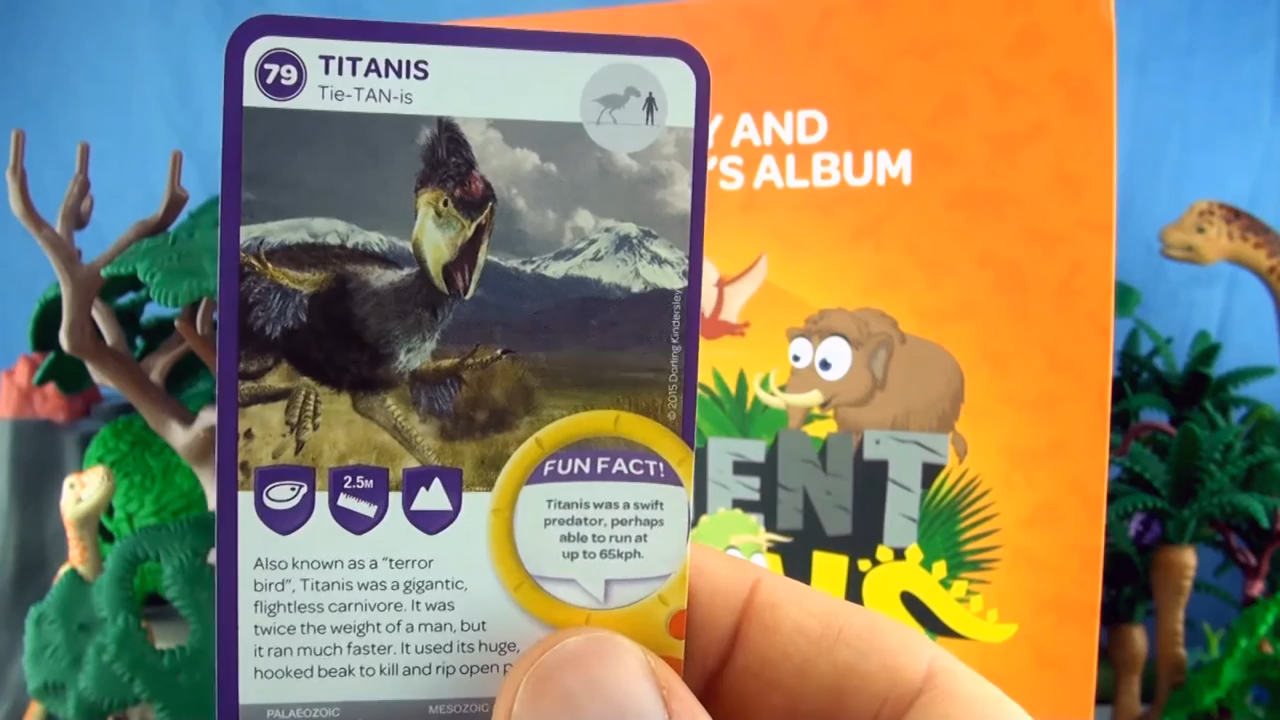 79
TITANIS
Tie-TAN-is
Y AND
'S ALBUM
© 2015 Dorling Kindersley
ENT
2.5M
FUN FACT!
Titanis was a swift
predator, perhaps
able to run at
up to 65kph.
Also known as a "terror
bird", Titanis was a gigantic,
flightless carnivore. It was
twice the weight of a man, but
it ran much faster. It used its huge,
hooked beak to kill and rip open p
PALAEOZOIC
MESOZOIC